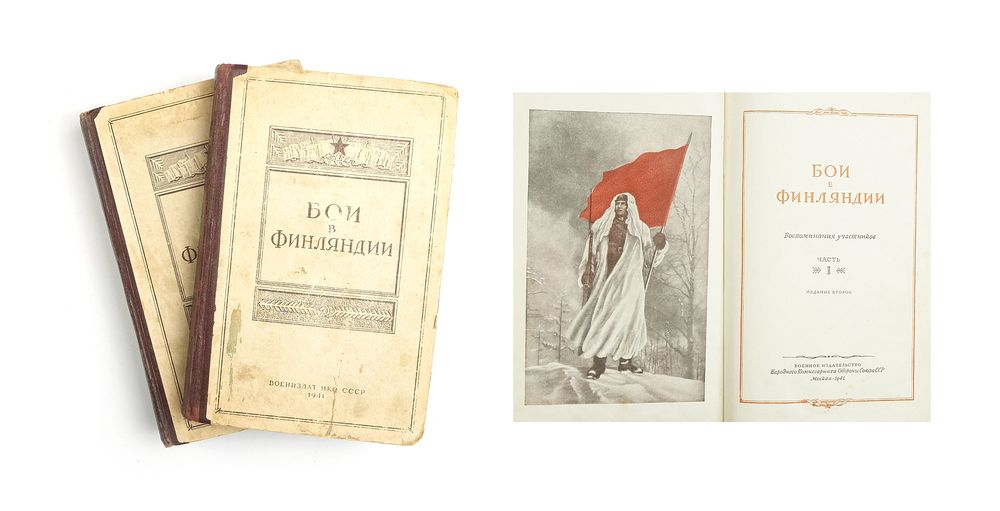 БОИ
В
ФИНЛЯНДИИ
ВОЕНИЗДАТ НКО СССР
1941
БОИ
В
ФИНЛЯНДИИ
Воспоминания участников
ЧАСТЬ
I
ИЗДАНИЕ ВТОРОЕ
ВОЕННОЕ ИЗДАТЕЛЬСТВО
Народного Комиссариата Обороны Союза ССР
Москва - 1941